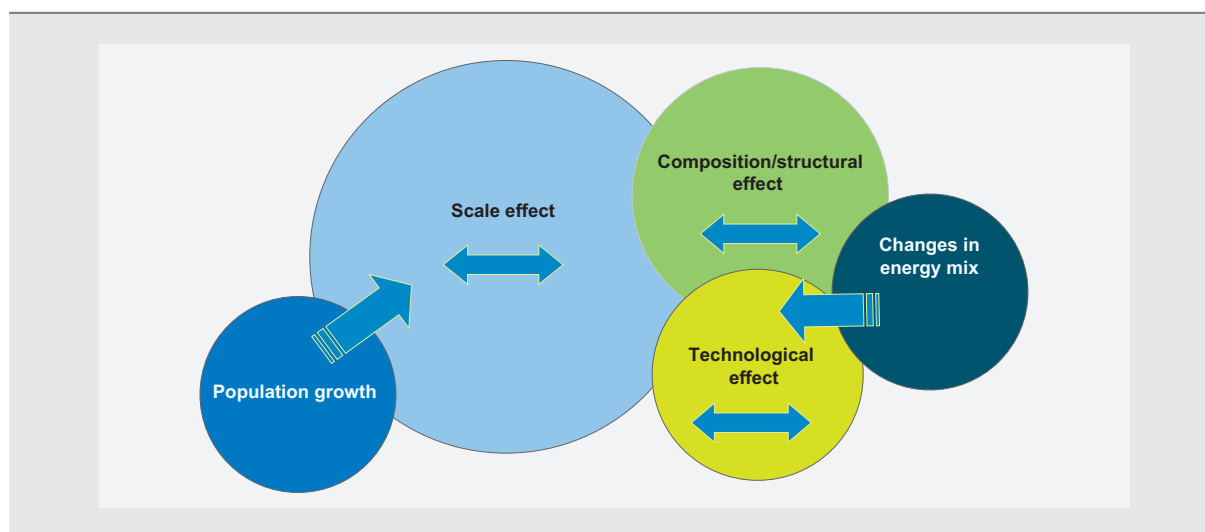 Composition/structural
effect
Scale effect
Changes in
energy mix
Technological
effect
Population growth